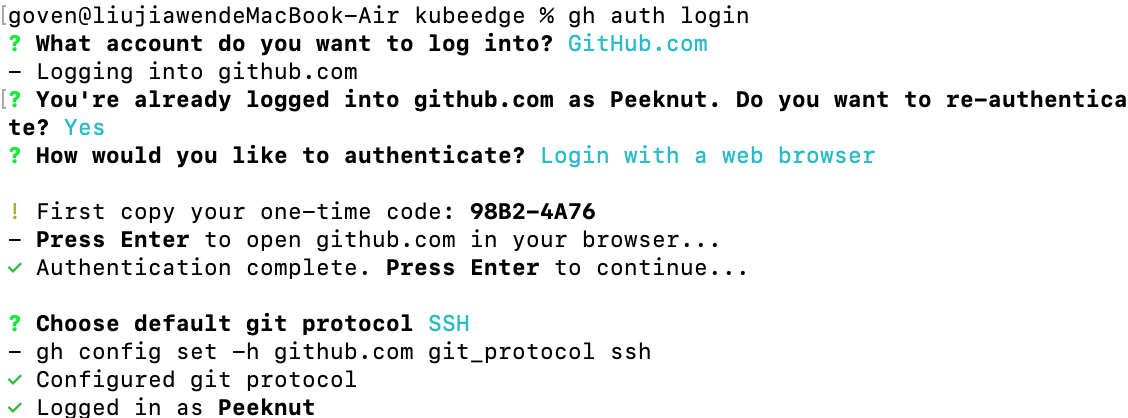 [goven@liujiawendeMacBook-Air kubeedge % gh auth login
? What account do you want to log into? GitHub.com
- Logging into github.com
[? You're already logged into github.com as Peeknut. Do you want to re-authentica
te? Yes
? How would you like to authenticate? Login with a web browser
! First copy your one-time code: 98B2-4A76
- Press Enter to open github.com in your browser...
✓ Authentication complete. Press Enter to continue...
? Choose default git protocol SSH
- gh config set -h github.com git_protocol ssh
✓ Configured git protocol
✓ Logged in as Peeknut